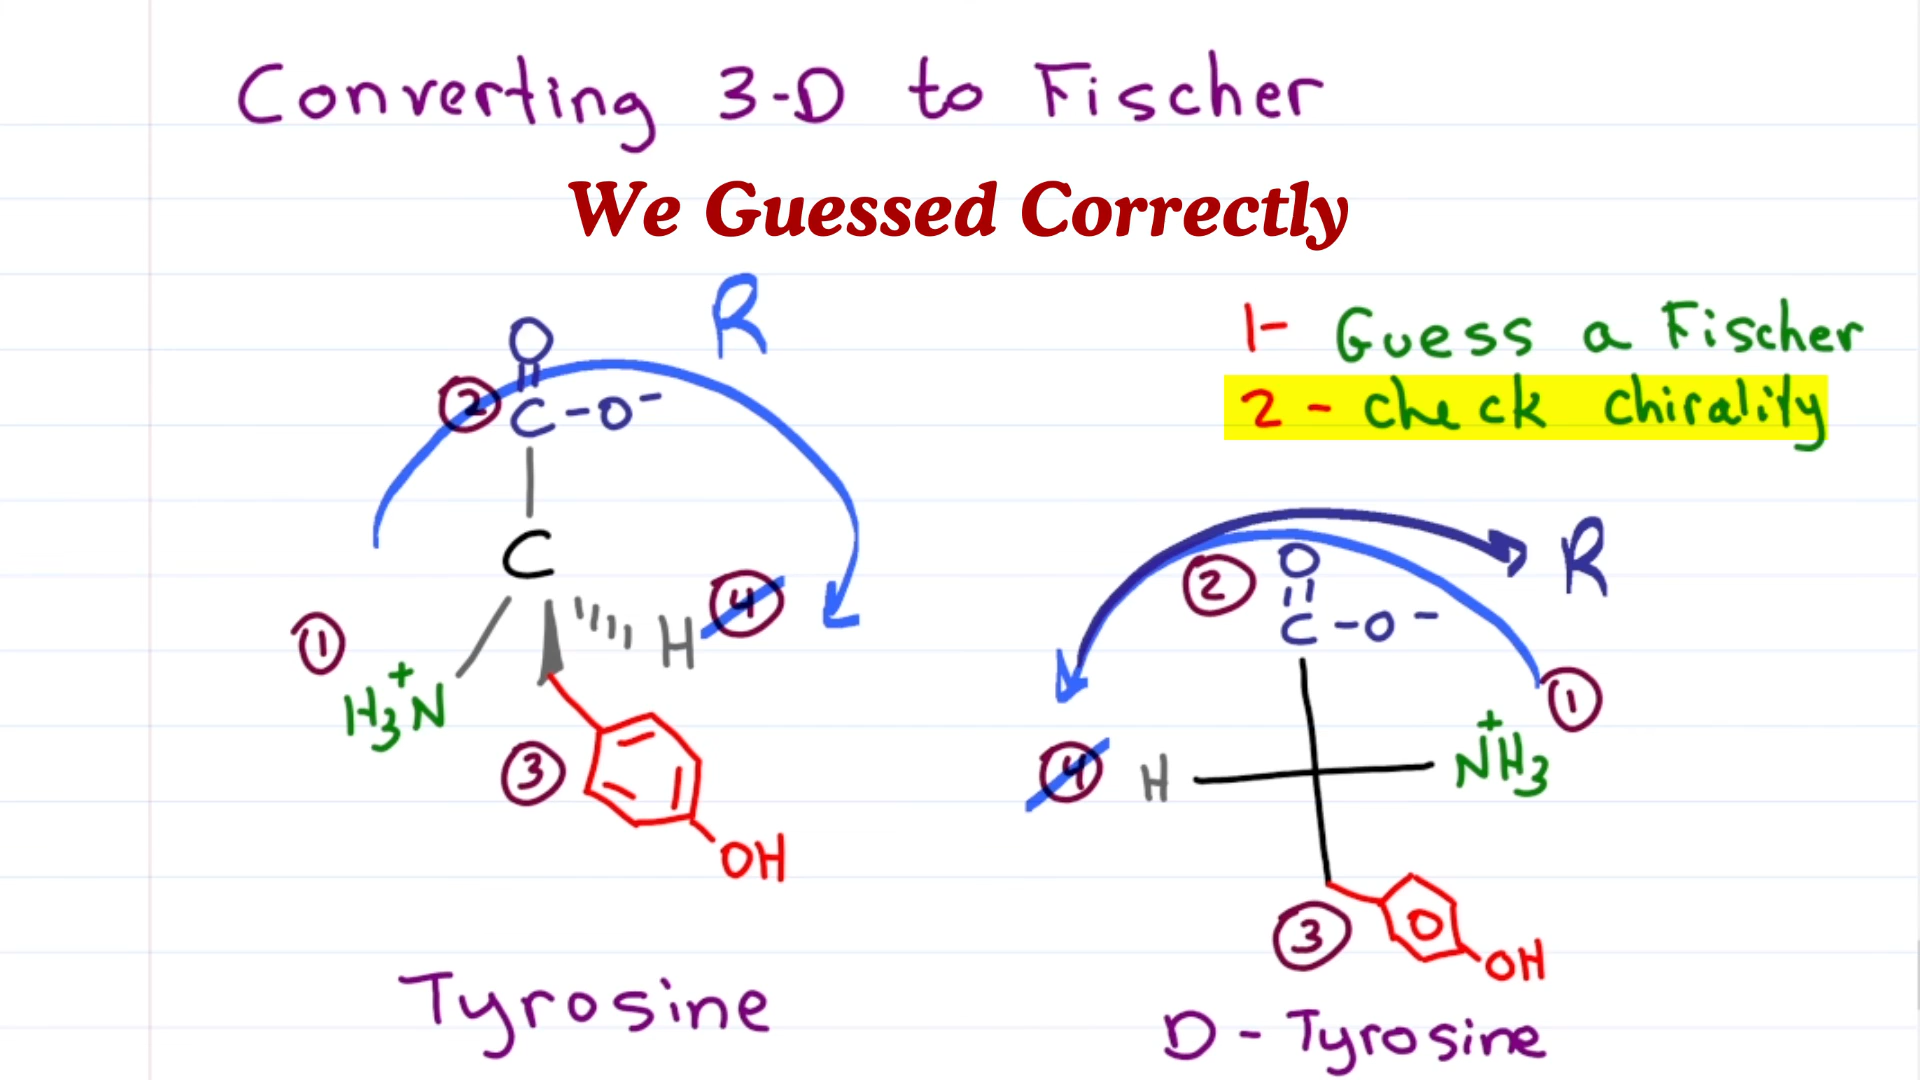 Converting 3-D to Fischer
We Guessed Correctly
R
1- Guess a Fischer
2 - check chirality
O
2 C-O⁻
C
1 H 4
H₃N⁺
3
OH
Tyrosine
R
2 O
C-O⁻
1
4 H N⁺H₃
3
OH
D - Tyrosine